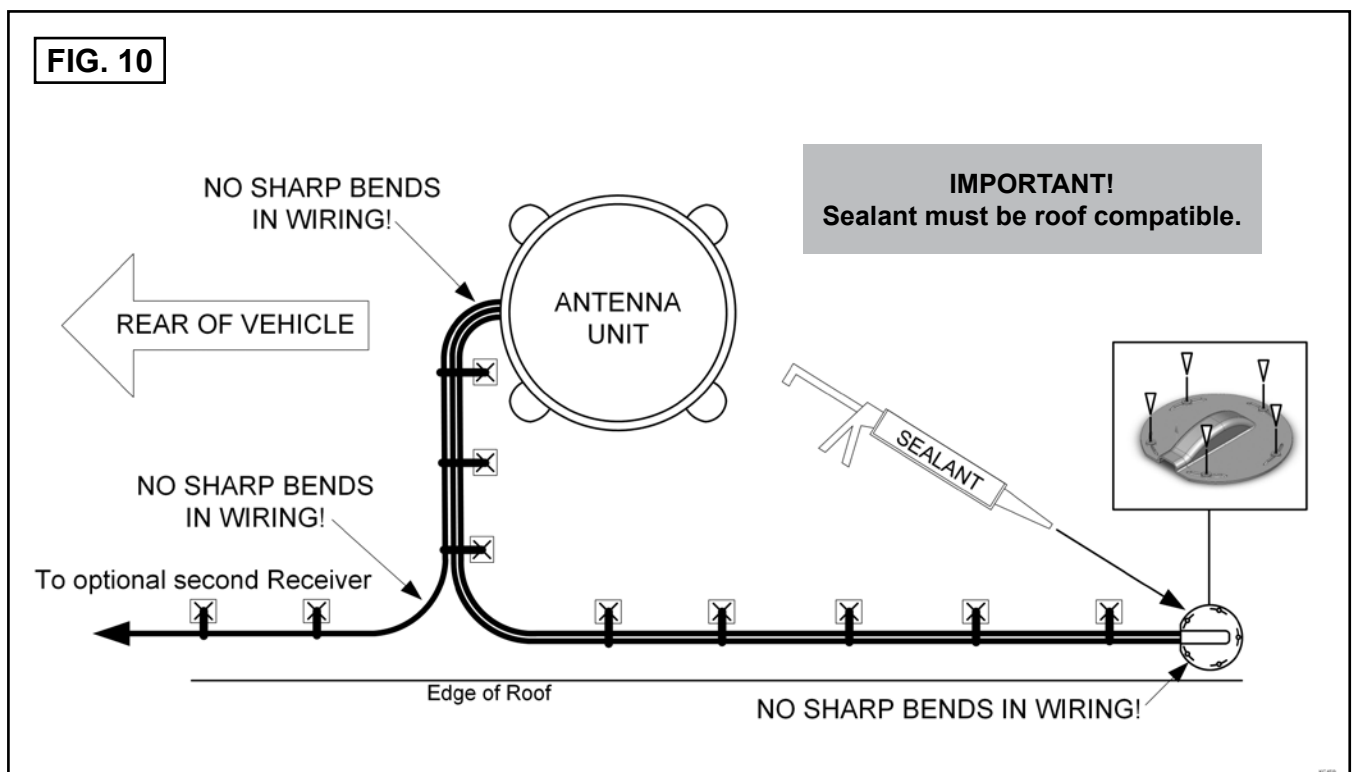 FIG. 10
NO SHARP BENDS
IN WIRING!
IMPORTANT!
Sealant must be roof compatible.
ANTENNA
UNIT
REAR OF VEHICLE
SEALANT
NO SHARP BENDS
IN WIRING!
To optional second Receiver
Edge of Roof
NO SHARP BENDS IN WIRING!